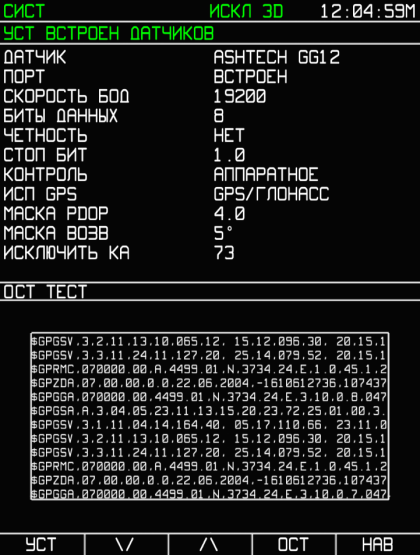 СИСТ ИСКЛ 3D 12:04:59М
УСТ ВСТРОЕН ДАТЧИКОВ
ДАТЧИК ASHTECH GG12
ПОРТ ВСТРОЕН
СКОРОСТЬ БОД 19200
БИТЫ ДАННЫХ 8
ЧЕТНОСТЬ НЕТ
СТОП БИТ 1.0
КОНТРОЛЬ АППАРАТНОЕ
ИСП GPS GPS/ГЛОНАСС
МАСКА PDOP 4.0
МАСКА ВОЗВ 5°
ИСКЛЮЧИТЬ КА 73
ОСТ ТЕСТ
$GPGSV,3,2,11,13,10,065,12, 15,12,096,30, 20,15,1
$GPGSV,3,3,11,24,11,127,20, 25,14,079,52, 20,15,1
$GPRMC,070000.00,A,4499.01,N,3734.24,E,1.0,45.1,2
$GPZDA,07,00,00,0.0,22,06,2004,-1610612736,107437
$GPGGA,070000.00,4499.01,N,3734.24,E,3,10,0.8,047
$GPGSA,A,3,04,05,23,11,13,15,20,23,72,25,01,00,3.
$GPGSV,3,1,11,04,14,164,40, 05,17,110,66, 23,11,0
$GPGSV,3,2,11,13,10,065,12, 15,12,096,30, 20,15,1
$GPGSV,3,3,11,24,11,127,20, 25,14,079,52, 20,15,1
$GPRMC,070000.00,A,4499.01,N,3734.24,E,1.0,45.1,2
$GPZDA,07,00,00,0.0,22,06,2004,-1610612736,107437
$GPGGA,070000.00,4499.01,N,3734.24,E,3,10,0.7,047
УСТ \/ /\ ОСТ НАВ